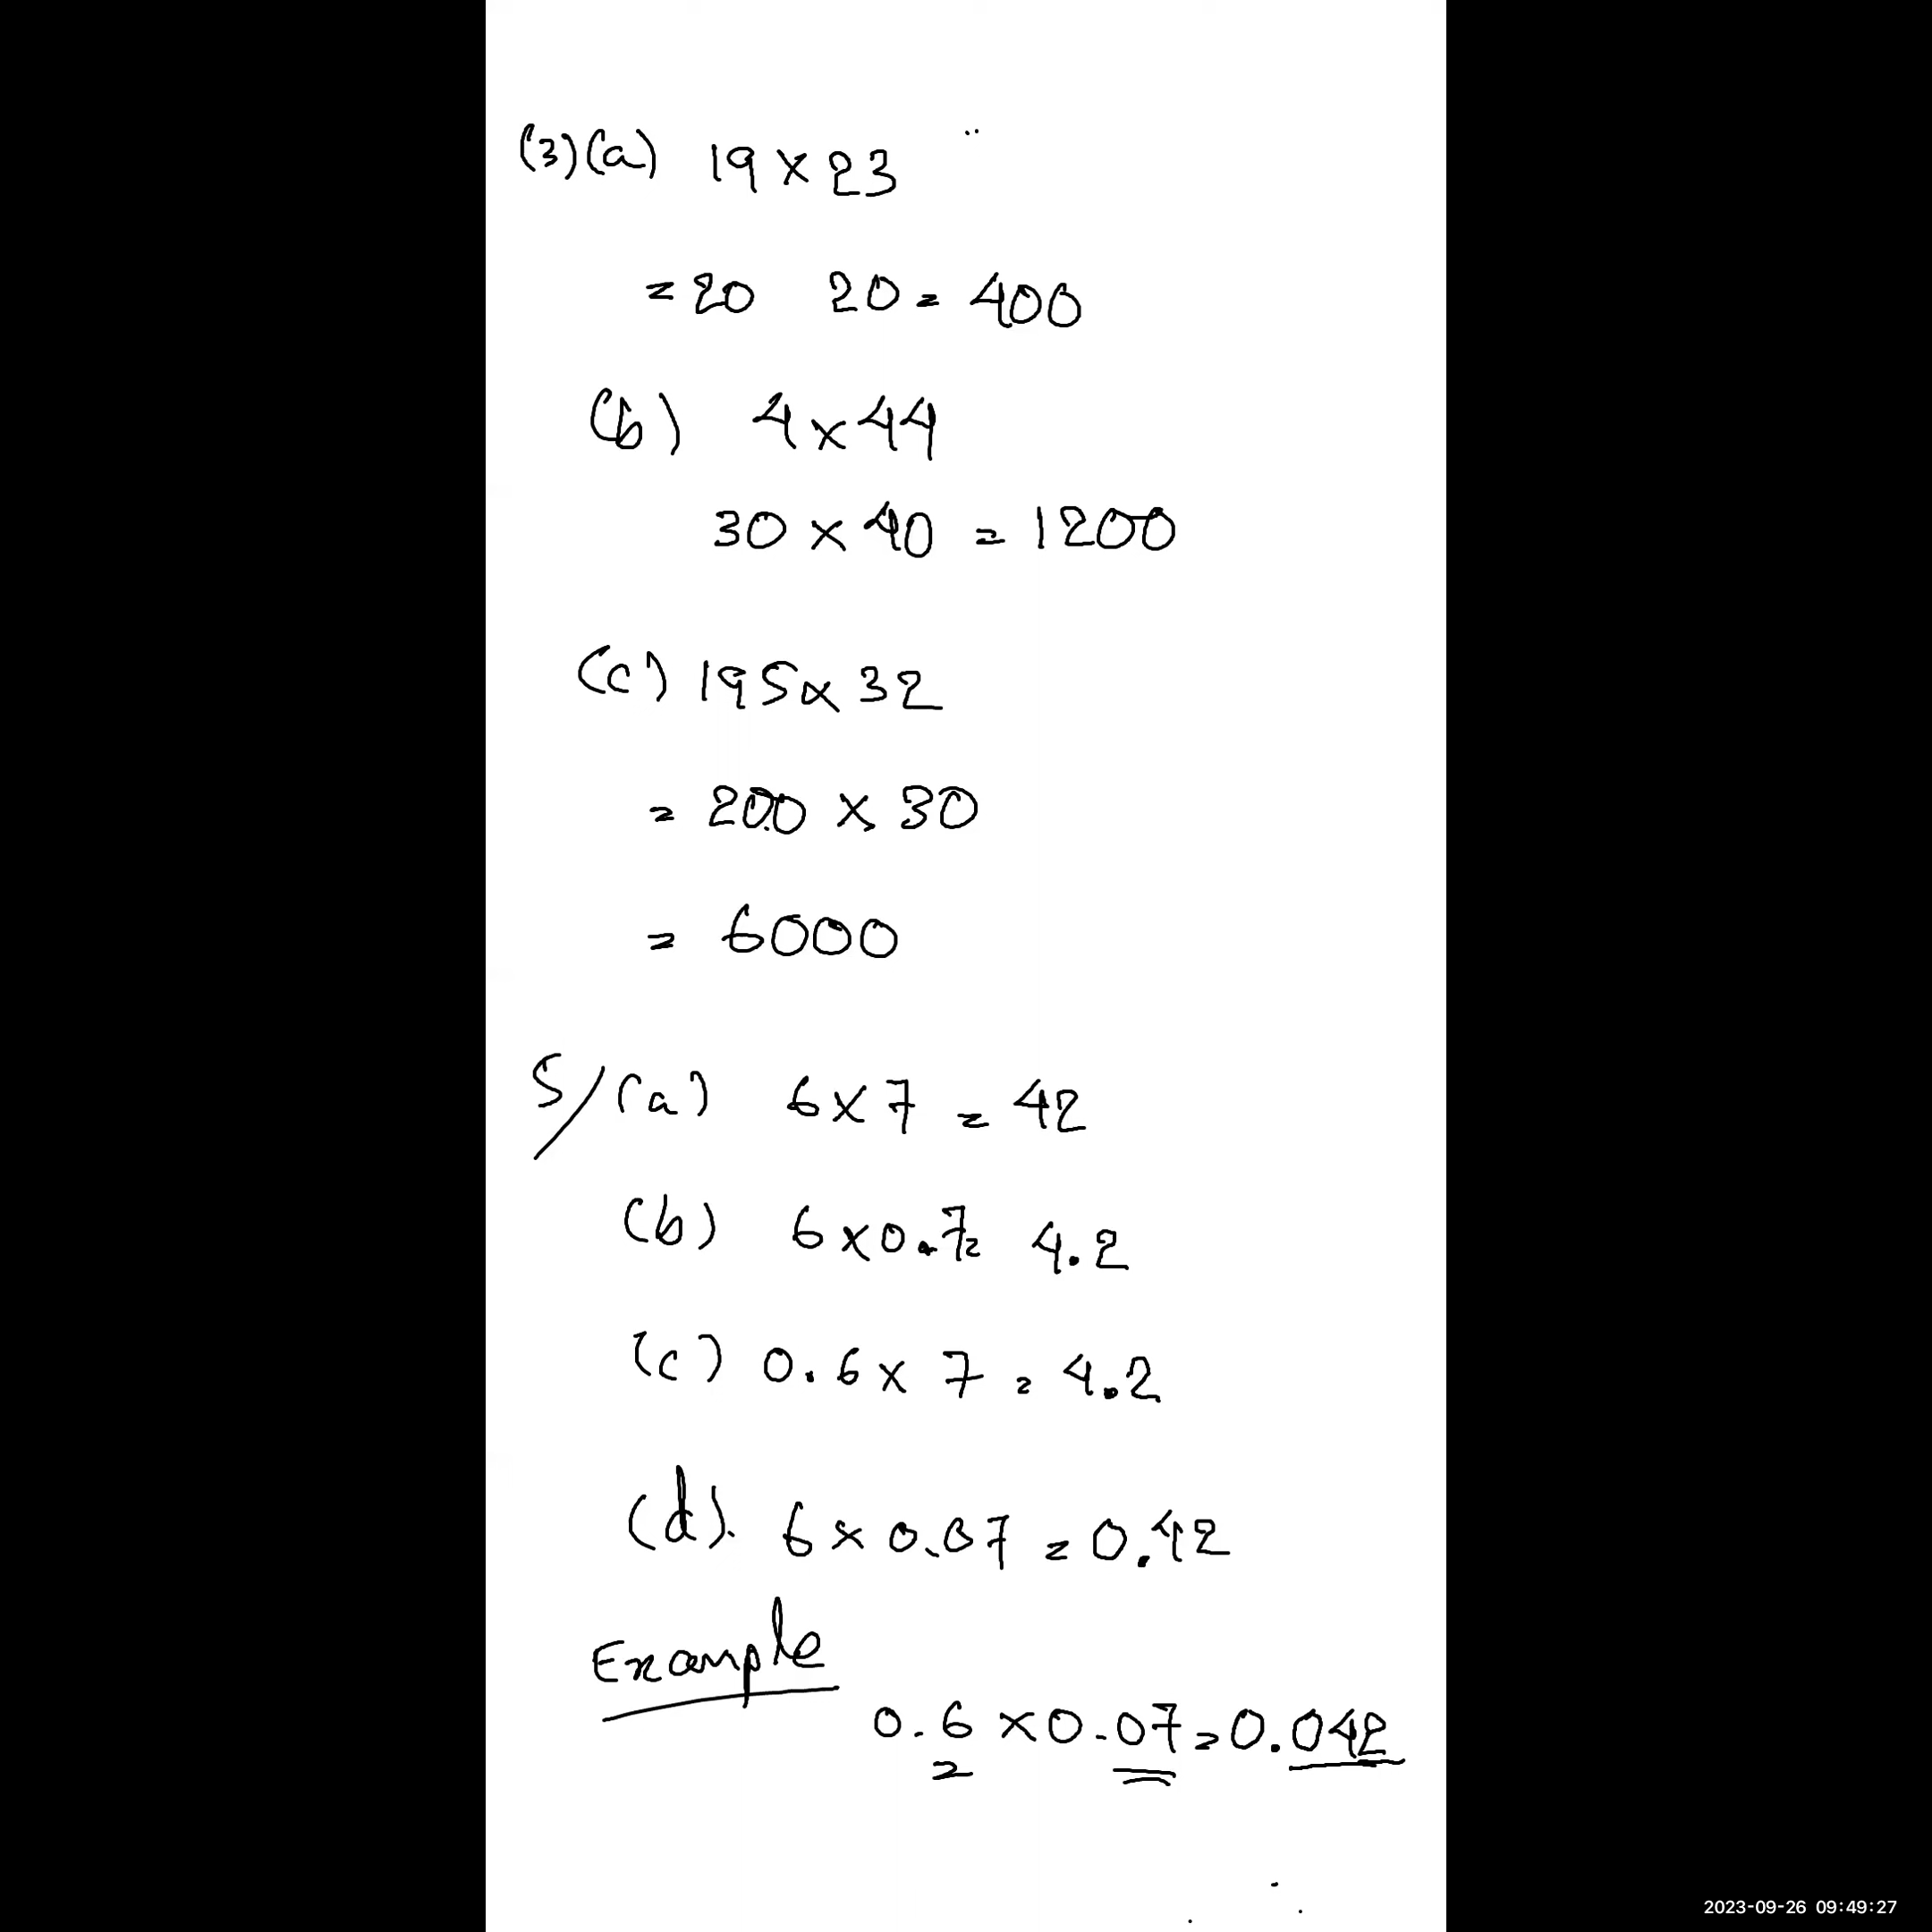 (3)(a) 19 x 23
= 20 20 = 400
(b) 4 x 44
30 x 40 = 1200
(c) 195 x 32
= 200 x 30
= 6000
5/(a) 6 x 7 = 42
(b) 6 x 0.7 = 4.2
(c) 0.6 x 7 = 4.2
(d). 6 x 0.07 = 0.42
Example
0.6 x 0.07 = 0.042
2023-09-26 09:49:27